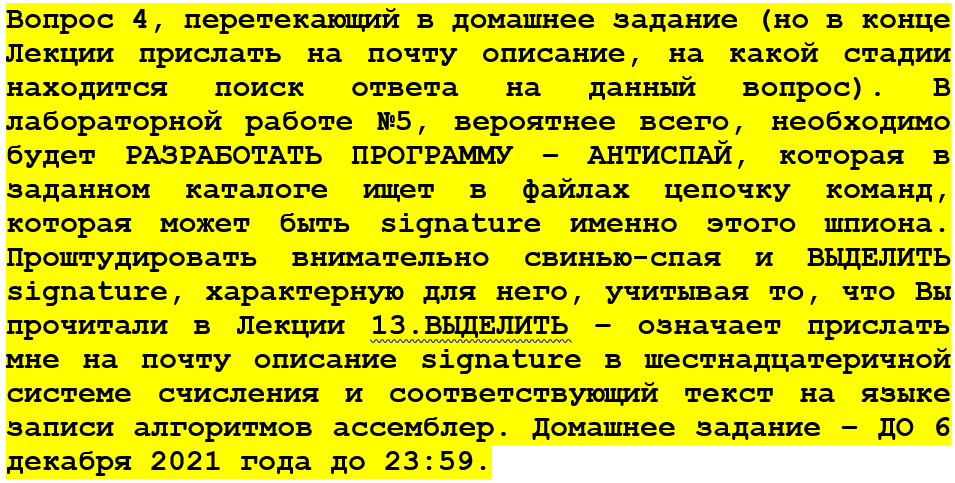 Вопрос 4, перетекающий в домашнее задание (но в конце
Лекции прислать на почту описание, на какой стадии
находится поиск ответа на данный вопрос). В
лабораторной работе №5, вероятнее всего, необходимо
будет РАЗРАБОТАТЬ ПРОГРАММУ – АНТИСПАЙ, которая в
заданном каталоге ищет в файлах цепочку команд,
которая может быть signature именно этого шпиона.
Проштудировать внимательно свинью-спая и ВЫДЕЛИТЬ
signature, характерную для него, учитывая то, что Вы
прочитали в Лекции 13.ВЫДЕЛИТЬ – означает прислать
мне на почту описание signature в шестнадцатеричной
системе счисления и соответствующий текст на языке
записи алгоритмов ассемблер. Домашнее задание – ДО 6
декабря 2021 года до 23:59.